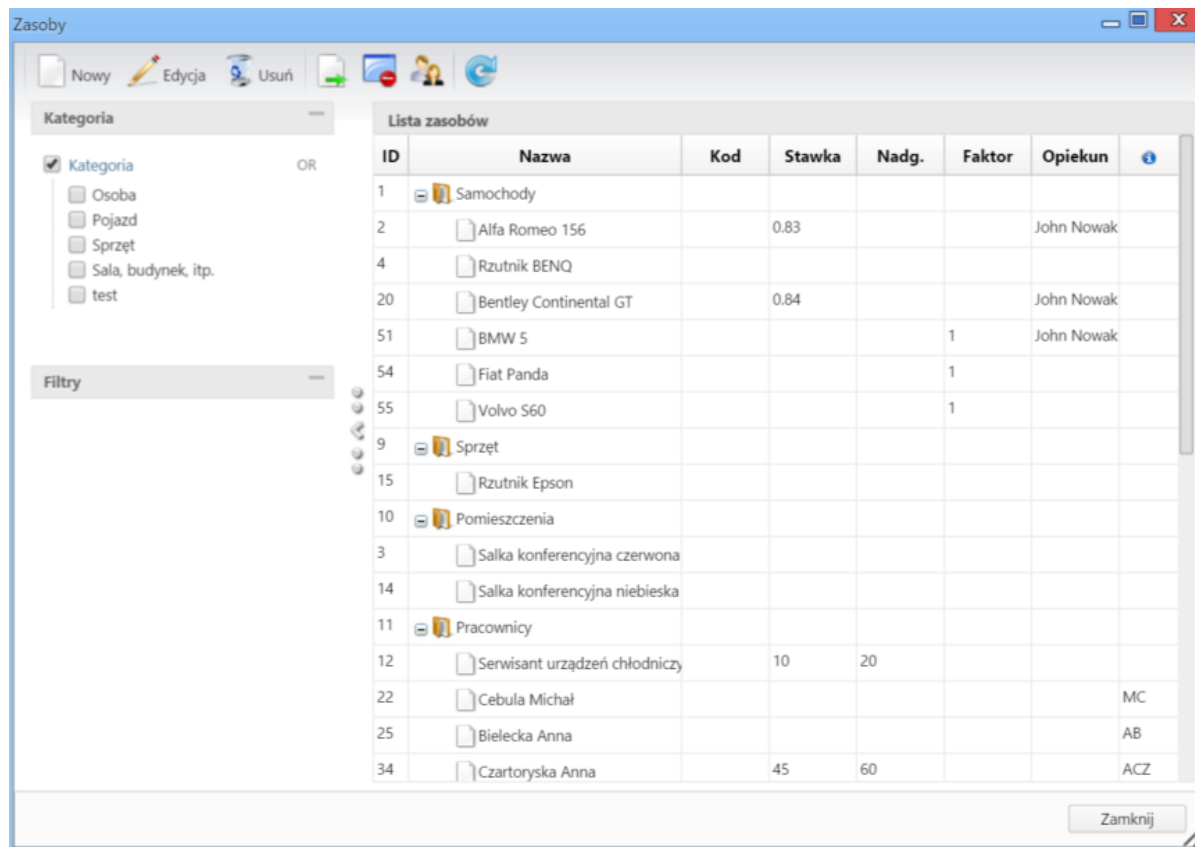 Zasoby
Nowy Edycja Usuń
Kategoria
Kategoria OR
Osoba
Pojazd
Sprzęt
Sala, budynek, itp.
test
Filtry
Lista zasobów
ID Nazwa Kod Stawka Nadg. Faktor Opiekun
1 Samochody
2 Alfa Romeo 156 0.83 John Nowak
4 Rzutnik BENQ
20 Bentley Continental GT 0.84 John Nowak
51 BMW 5 1 John Nowak
54 Fiat Panda 1
55 Volvo S60 1
9 Sprzęt
15 Rzutnik Epson
10 Pomieszczenia
3 Salka konferencyjna czerwona
14 Salka konferencyjna niebieska
11 Pracownicy
12 Serwisant urządzeń chłodniczy 10 20
22 Cebula Michał MC
25 Bielecka Anna AB
34 Czartoryska Anna 45 60 ACZ
Zamknij